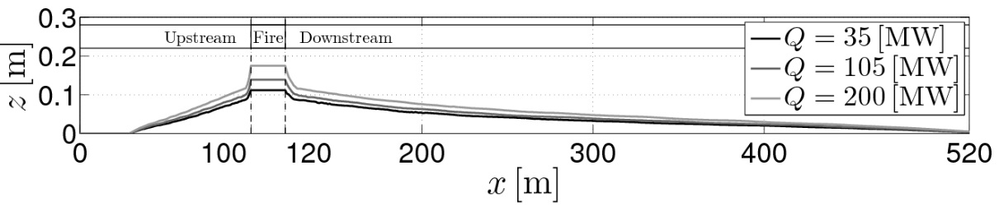 z [m]
0.3
0.2
0.1
0
Upstream
Fire
Downstream
Q = 35 [MW]
Q = 105 [MW]
Q = 200 [MW]
0 100 120 200 300 400 520
x [m]